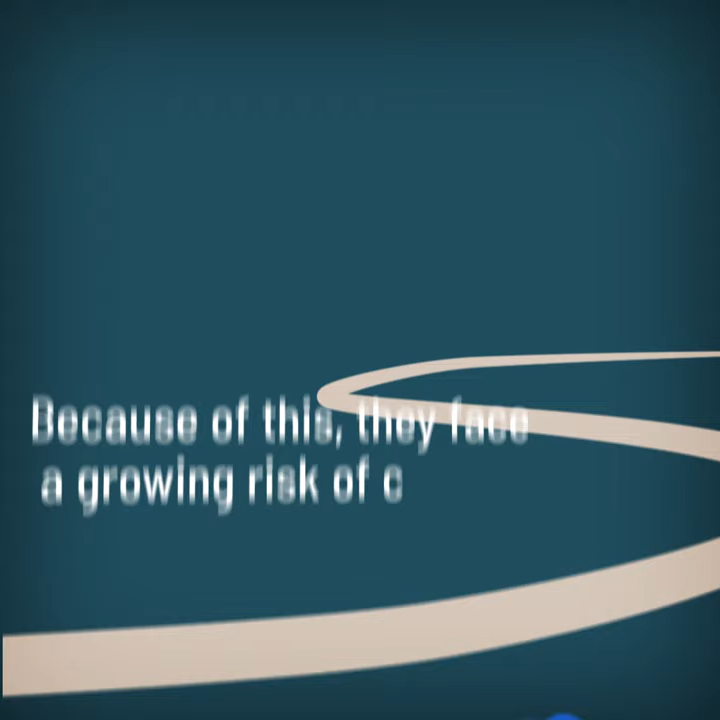 Because of this, they face
a growing risk of c